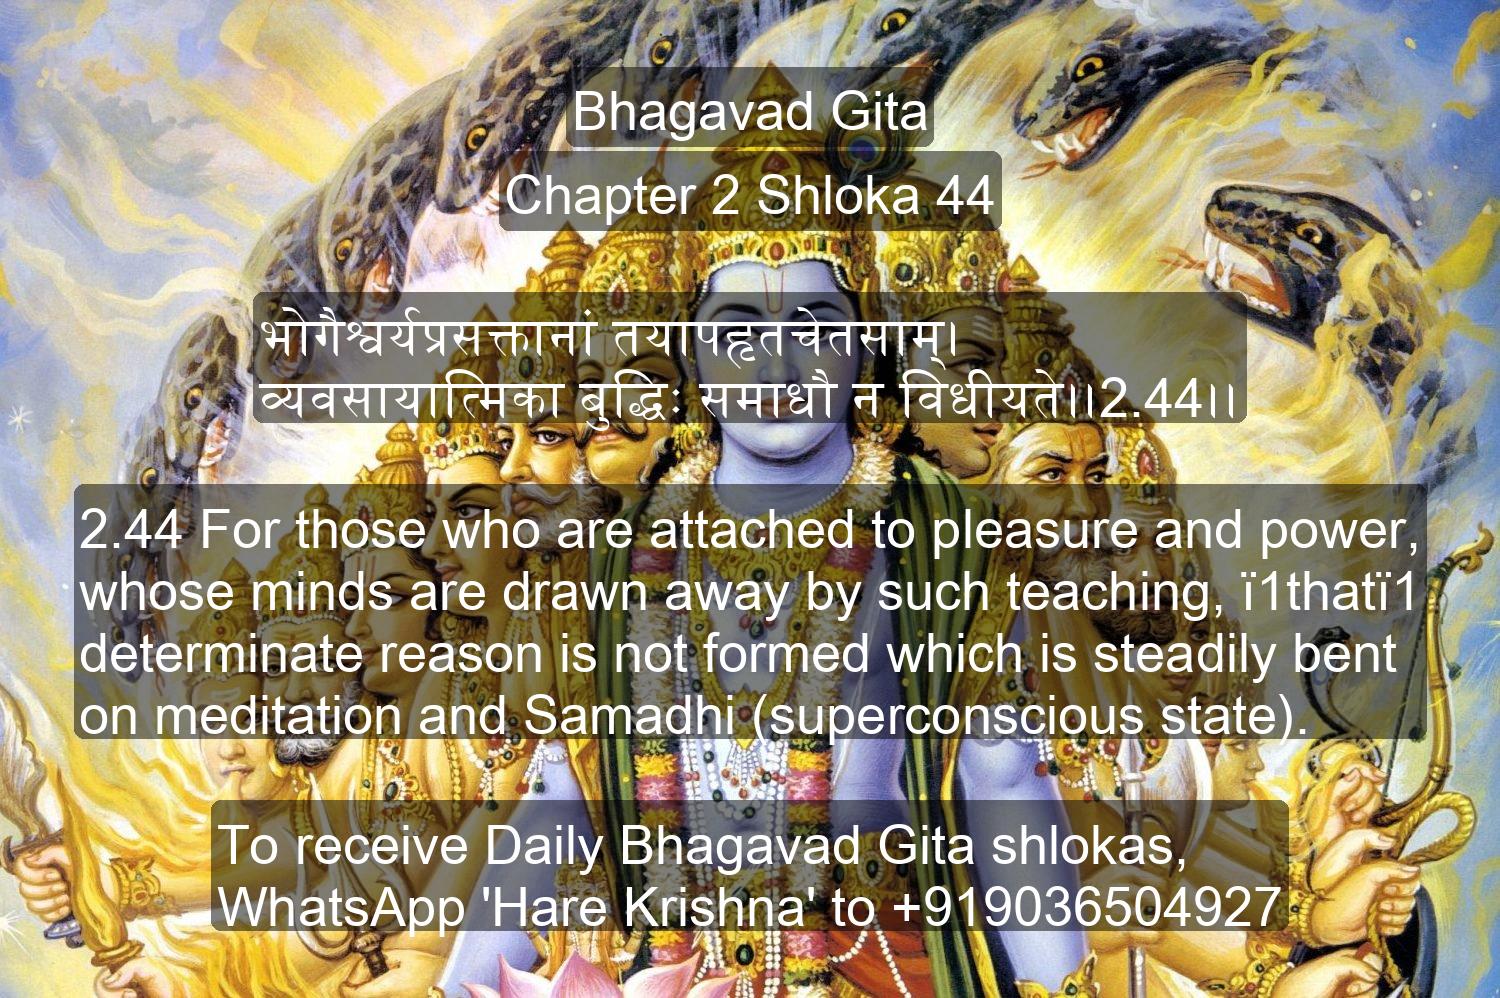 Bhagavad Gita
Chapter 2 Shloka 44
भोगैश्वर्यप्रसक्तानां तयापहृतचेतसाम्।
व्यवसायात्मिका बुद्धिः समाधौ न विधीयते।।2.44।।
2.44 For those who are attached to pleasure and power,
whose minds are drawn away by such teaching, ï1thatï1
determinate reason is not formed which is steadily bent
on meditation and Samadhi (superconscious state).
To receive Daily Bhagavad Gita shlokas,
WhatsApp 'Hare Krishna' to +919036504927